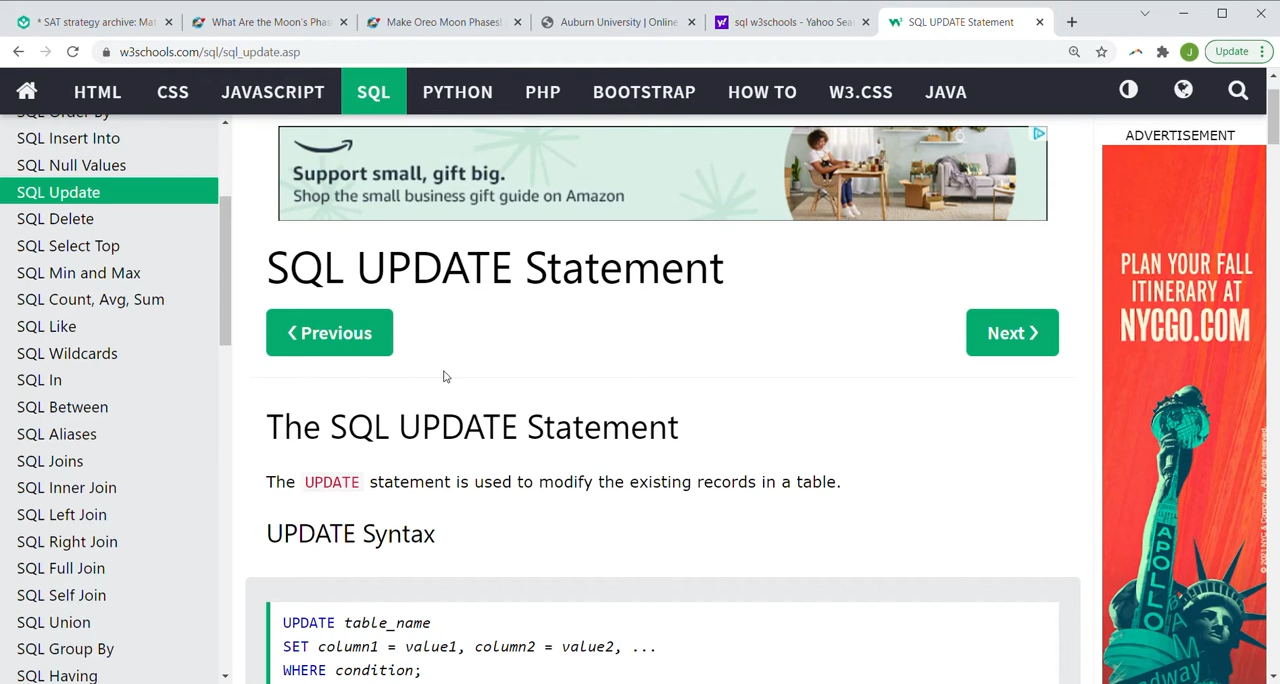 * SAT strategy archive: Mat
What Are the Moon's Phas
Make Oreo Moon Phases!
Auburn University | Online
sql w3schools - Yahoo Sea
SQL UPDATE Statement
w3schools.com/sql/sql_update.asp
J
Update
HTML
CSS
JAVASCRIPT
SQL
PYTHON
PHP
BOOTSTRAP
HOW TO
W3.CSS
JAVA
SQL Order By
SQL Insert Into
SQL Null Values
SQL Update
SQL Delete
SQL Select Top
SQL Min and Max
SQL Count, Avg, Sum
SQL Like
SQL Wildcards
SQL In
SQL Between
SQL Aliases
SQL Joins
SQL Inner Join
SQL Left Join
SQL Right Join
SQL Full Join
SQL Self Join
SQL Union
SQL Group By
SQL Having
Support small, gift big.
Shop the small business gift guide on Amazon
SQL UPDATE Statement
❮ Previous
Next ❯
The SQL UPDATE Statement
The UPDATE statement is used to modify the existing records in a table.
UPDATE Syntax
UPDATE table_name
SET column1 = value1, column2 = value2, ...
WHERE condition;
ADVERTISEMENT
PLAN YOUR FALL
ITINERARY AT
NYCGO.COM
APOLLO
Broadway